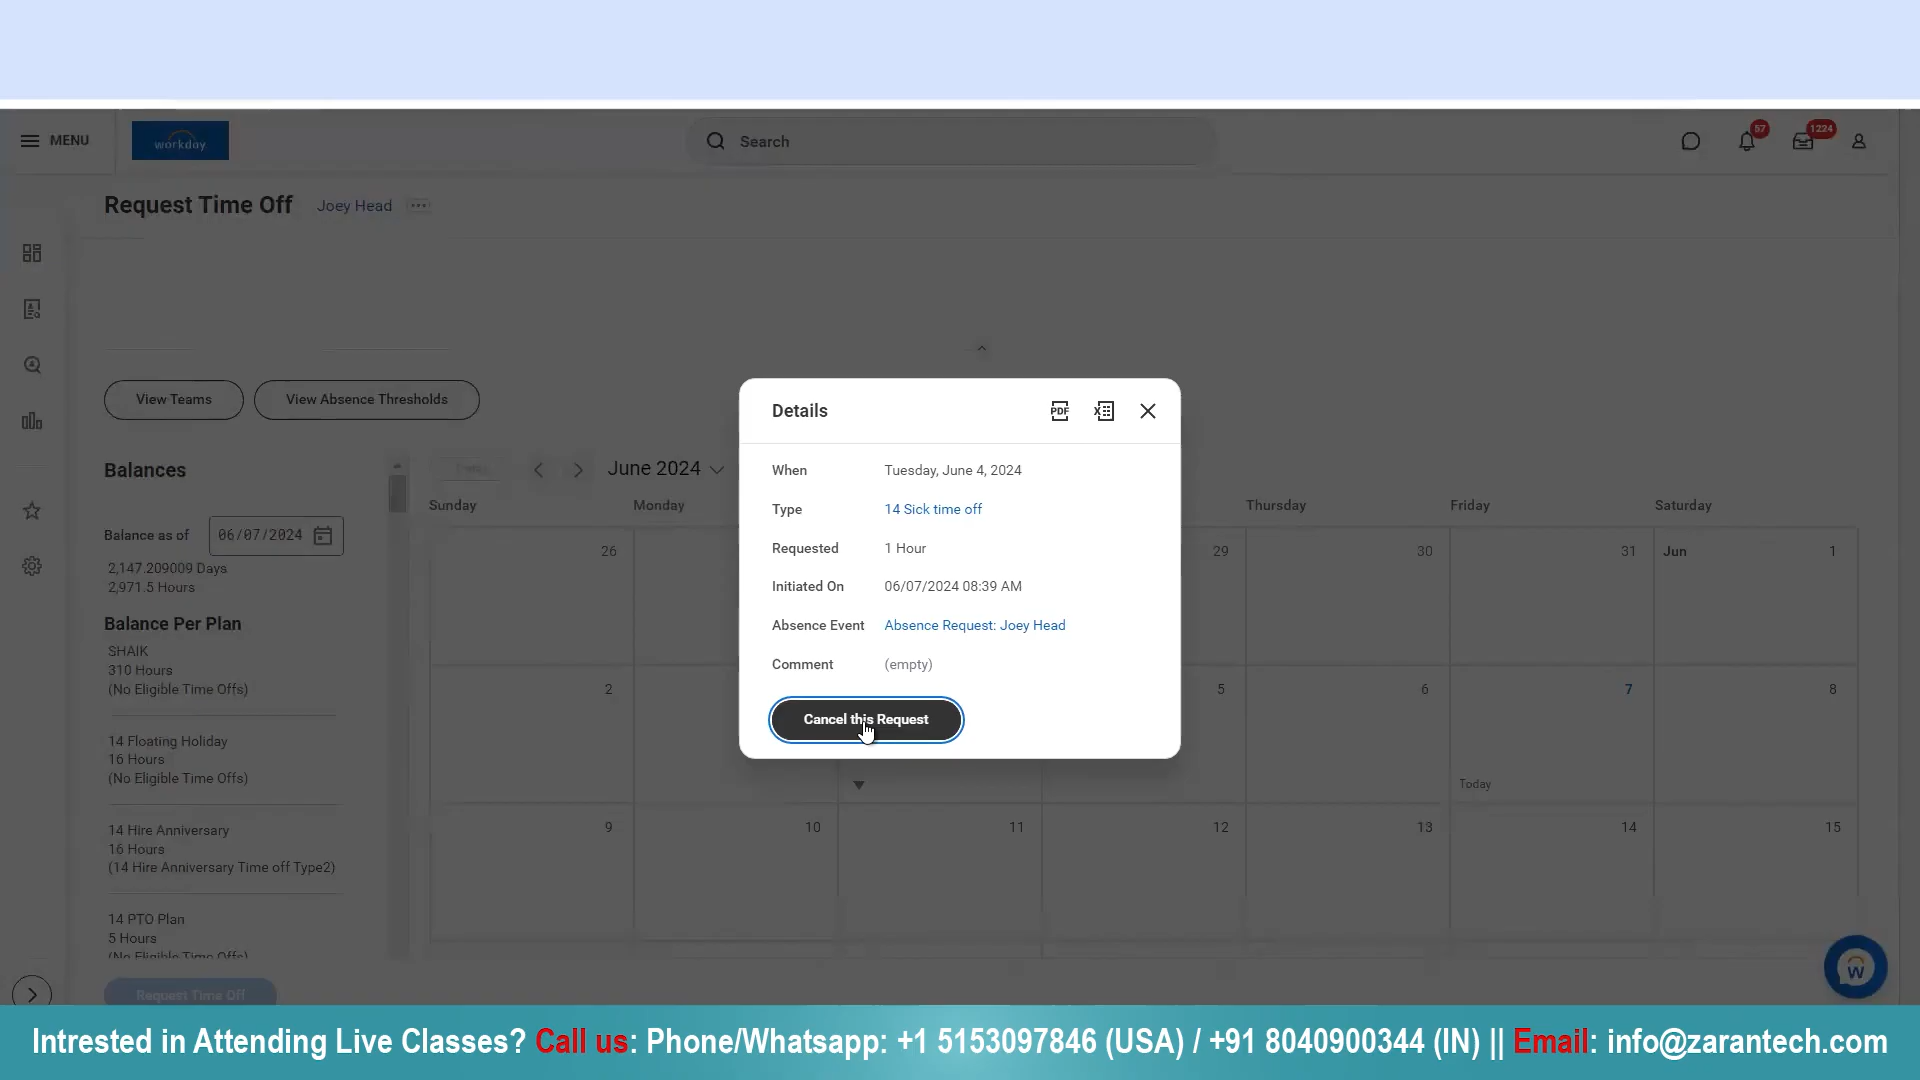 MENU
workday
Search
57
1224
Request Time Off
Joey Head
View Teams
View Absence Thresholds
Details
PDF
When
Tuesday, June 4, 2024
Type
14 Sick time off
Requested
1 Hour
Initiated On
06/07/2024 08:39 AM
Absence Event
Absence Request: Joey Head
Comment
(empty)
Cancel this Request
Balances
Balance as of
06/07/2024
2,147.209009 Days
2,971.5 Hours
Balance Per Plan
SHAIK
310 Hours
(No Eligible Time Offs)
14 Floating Holiday
16 Hours
(No Eligible Time Offs)
14 Hire Anniversary
16 Hours
(14 Hire Anniversary Time off Type2)
14 PTO Plan
5 Hours
(No Eligible Time Offs)
Request Time Off
Today
June 2024
Sunday
Monday
Thursday
Friday
Saturday
26
29
30
31
Jun
1
2
5
6
7
8
Today
9
10
11
12
13
14
15
W
Intrested in Attending Live Classes? Call us: Phone/Whatsapp: +1 5153097846 (USA) / +91 8040900344 (IN) || Email: info@zarantech.com